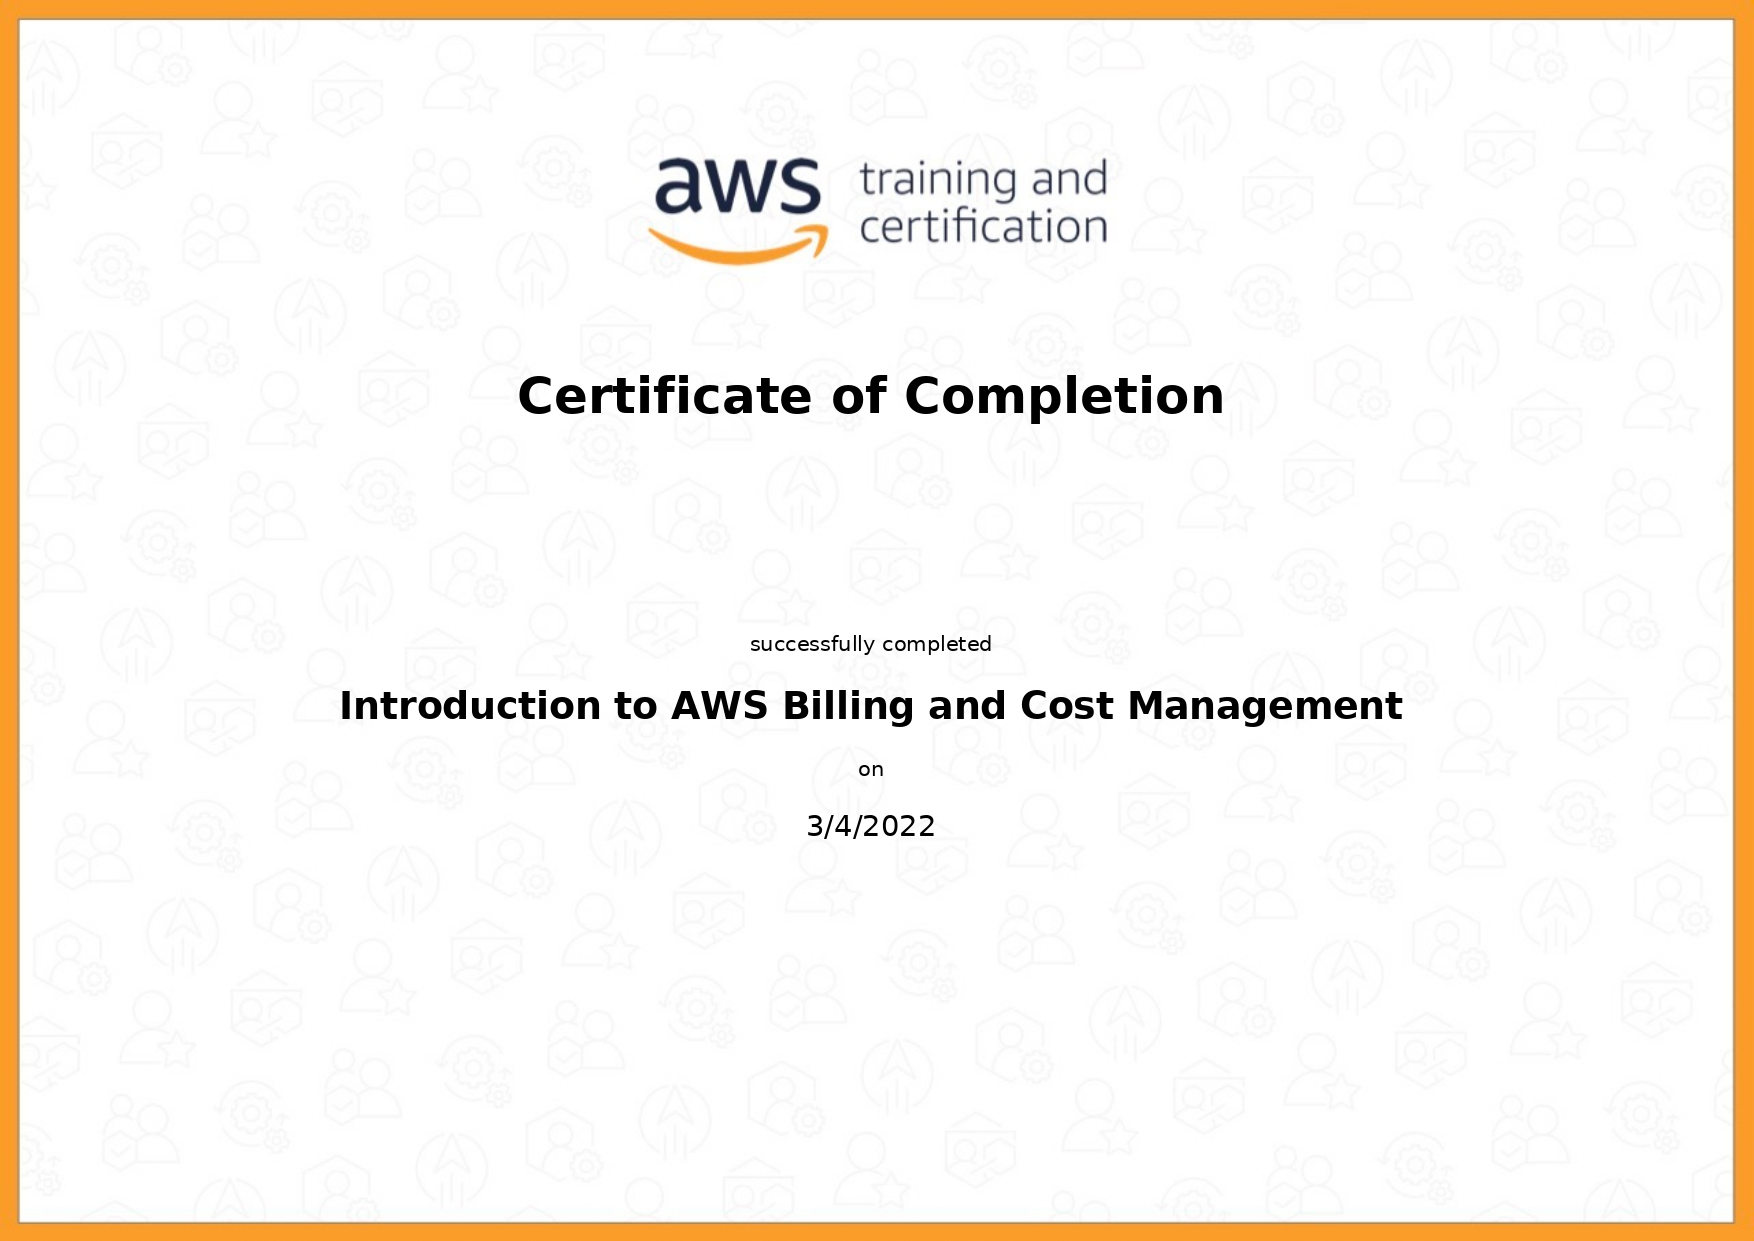 aws training and
certification
Certificate of Completion
successfully completed
Introduction to AWS Billing and Cost Management
on
3/4/2022